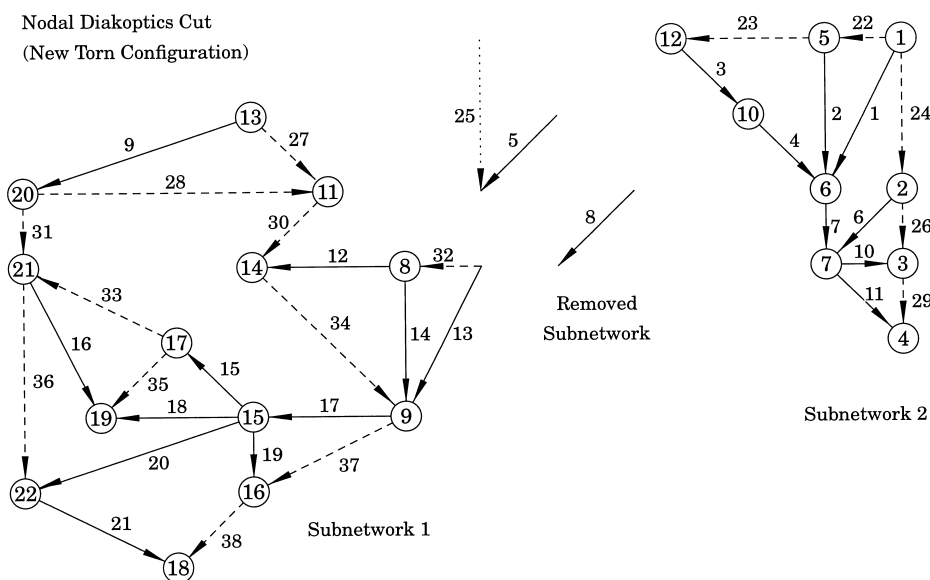 Nodal Diakoptics Cut
(New Torn Configuration)
12 23 5 22 1
3
25 5 2 1 24
13 10
9 27 4
20 28 11 6 2
31 30 8 7 6 26
21 14 12 8 32 7 10 3
33 Removed 11 29
34 14 13 Subnetwork 4
16 17
36 35 15
19 18 15 17 9 Subnetwork 2
20 19 37
22 16
21 38 Subnetwork 1
18